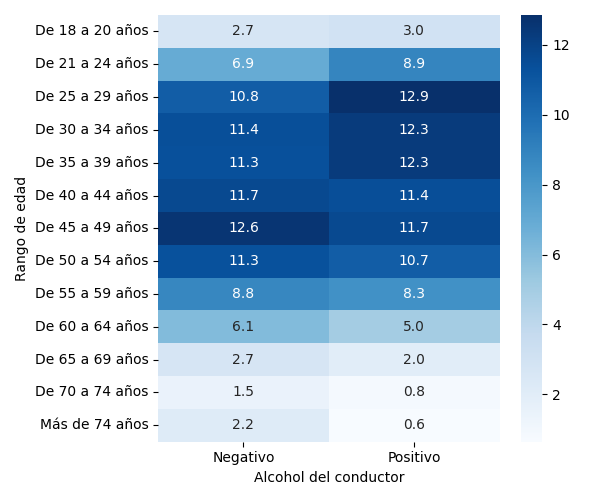 De 18 a 20 años 2.7 3.0
De 21 a 24 años 6.9 8.9
De 25 a 29 años 10.8 12.9
De 30 a 34 años 11.4 12.3
De 35 a 39 años 11.3 12.3
De 40 a 44 años 11.7 11.4
De 45 a 49 años 12.6 11.7
De 50 a 54 años 11.3 10.7
De 55 a 59 años 8.8 8.3
De 60 a 64 años 6.1 5.0
De 65 a 69 años 2.7 2.0
De 70 a 74 años 1.5 0.8
Más de 74 años 2.2 0.6
Negativo Positivo
Alcohol del conductor
Rango de edad
12
10
8
6
4
2